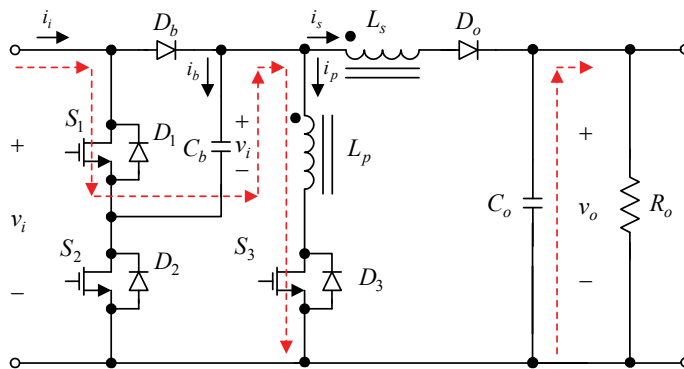 i_i
D_b
i_s
L_s
D_o
i_b
i_p
S_1
D_1
C_b
+
v_i
−
L_p
+
v_i
−
S_2
D_2
S_3
D_3
C_o
+
v_o
−
R_o